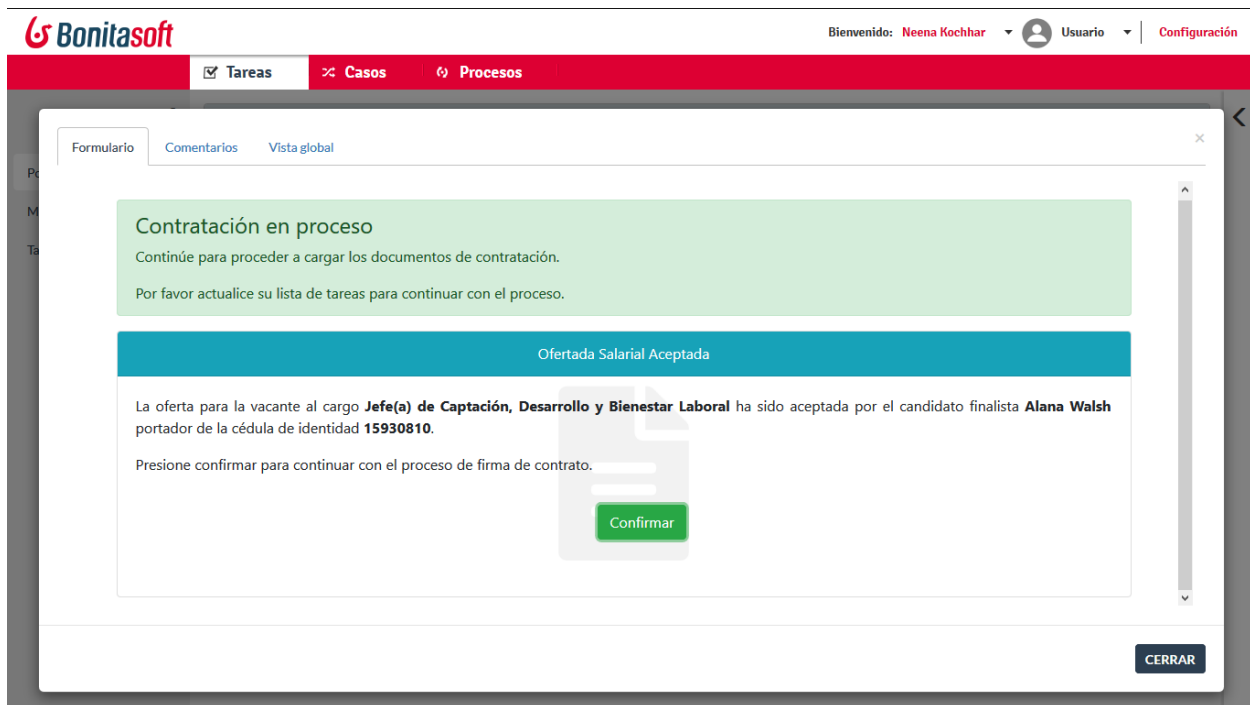 Bonitasoft
Bienvenido: Neena Kochhar Usuario Configuración
Tareas Casos Procesos
Formulario Comentarios Vista global ×
Po
M
Ta
Contratación en proceso
Continúe para proceder a cargar los documentos de contratación.
Por favor actualice su lista de tareas para continuar con el proceso.
Ofertada Salarial Aceptada
La oferta para la vacante al cargo Jefe(a) de Captación, Desarrollo y Bienestar Laboral ha sido aceptada por el candidato finalista Alana Walsh
portador de la cédula de identidad 15930810.
Presione confirmar para continuar con el proceso de firma de contrato.
Confirmar
CERRAR